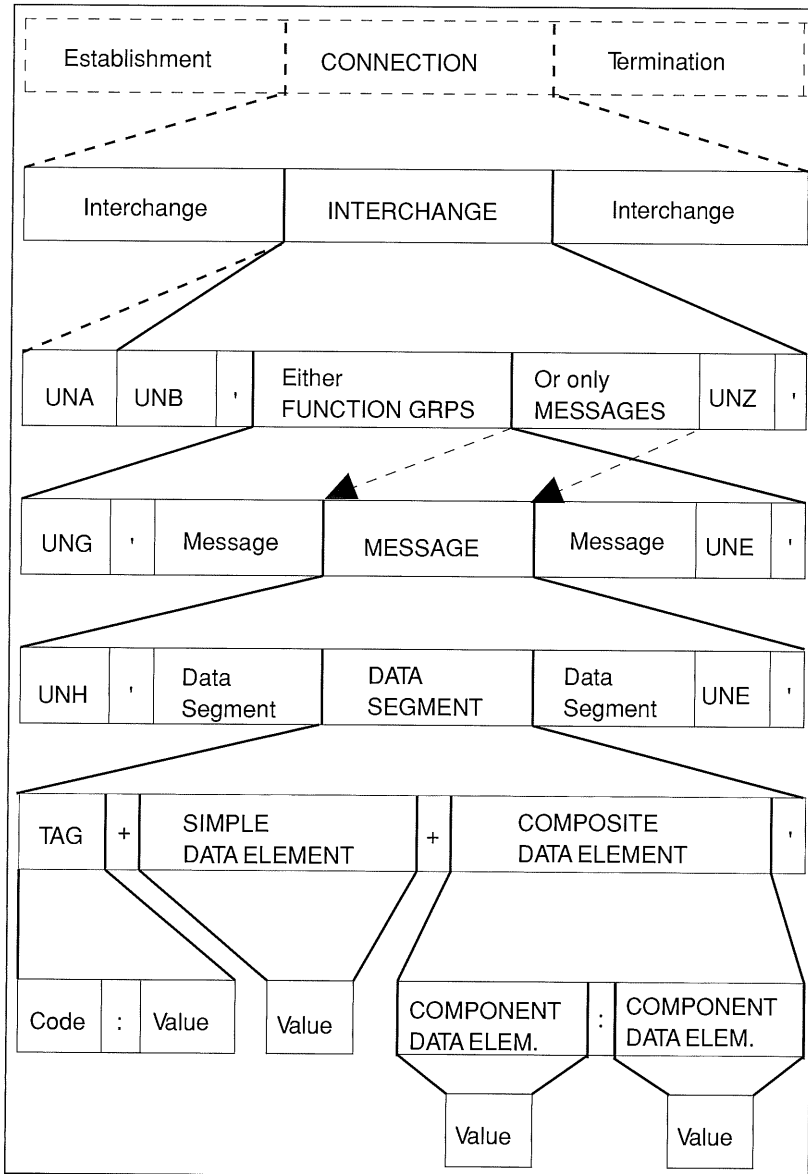 Establishment CONNECTION Termination
Interchange INTERCHANGE Interchange
UNA UNB ' Either FUNCTION GRPS Or only MESSAGES UNZ '
UNG ' Message MESSAGE Message UNE '
UNH ' Data Segment DATA SEGMENT Data Segment UNE '
TAG + SIMPLE DATA ELEMENT + COMPOSITE DATA ELEMENT '
Code : Value Value COMPONENT DATA ELEM. : COMPONENT DATA ELEM.
Value Value